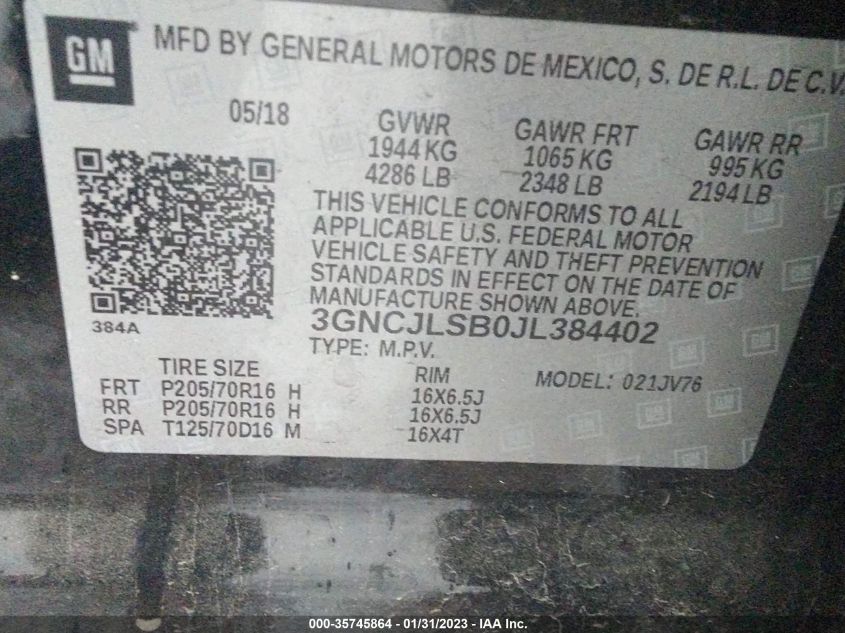 GM
MFD BY GENERAL MOTORS DE MEXICO, S. DE R.L. DE C.V.
05/18
GVWR GAWR FRT GAWR RR
1944 KG 1065 KG 995 KG
4286 LB 2348 LB 2194 LB
THIS VEHICLE CONFORMS TO ALL
APPLICABLE U.S. FEDERAL MOTOR
VEHICLE SAFETY AND THEFT PREVENTION
STANDARDS IN EFFECT ON THE DATE OF
MANUFACTURE SHOWN ABOVE.
384A
3GNCJLSB0JL384402
TYPE: M.P.V.
TIRE SIZE RIM MODEL: 021JV76
FRT P205/70R16 H 16X6.5J
RR P205/70R16 H 16X6.5J
SPA T125/70D16 M 16X4T
000-35745864 - 01/31/2023 - IAA Inc.